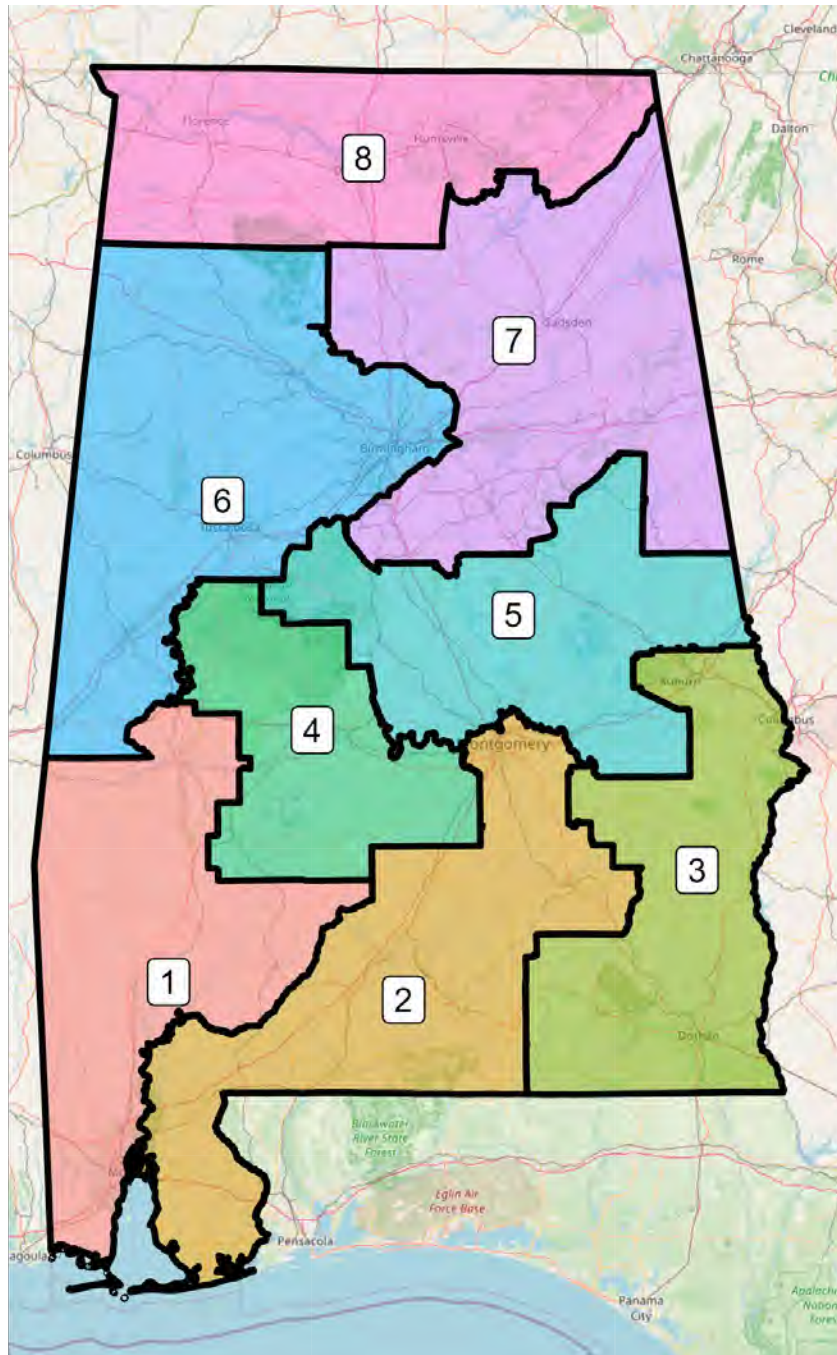 Cleveland
Chattanooga
Florence
Huntsville
8
Dalton
Rome
Gadsden
7
Columbus
Birmingham
6
Tuscaloosa
5
Auburn
4
Columbus
Montgomery
3
1
2
Dothan
Blackwater
River State
Forest
Eglin Air
Force Base
Pensacola
agoula
Panama
City